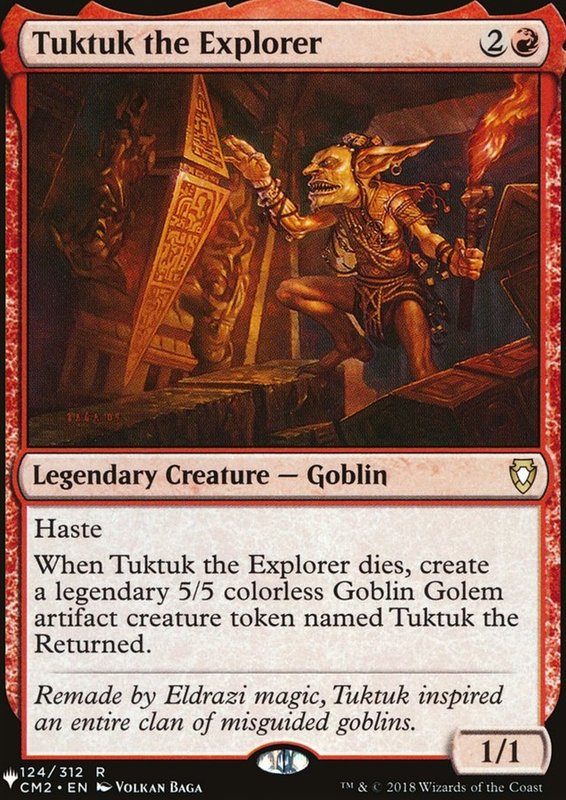 Tuktuk the Explorer 2
BAGA 09
Legendary Creature — Goblin
Haste
When Tuktuk the Explorer dies, create
a legendary 5/5 colorless Goblin Golem
artifact creature token named Tuktuk the
Returned.
Remade by Eldrazi magic, Tuktuk inspired
an entire clan of misguided goblins.
1/1
124/312 R
CM2 • EN VOLKAN BAGA
™ & © 2018 Wizards of the Coast